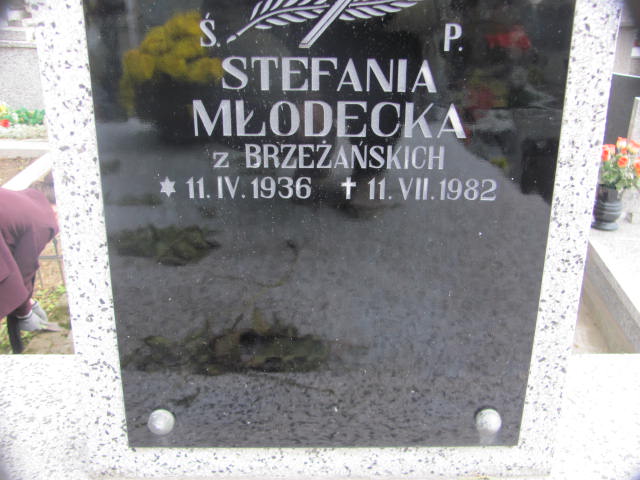 Ś. P.
STEFANIA
MŁODECKA
z BRZEŻAŃSKICH
* 11.IV.1936 ✝ 11.VII.1982